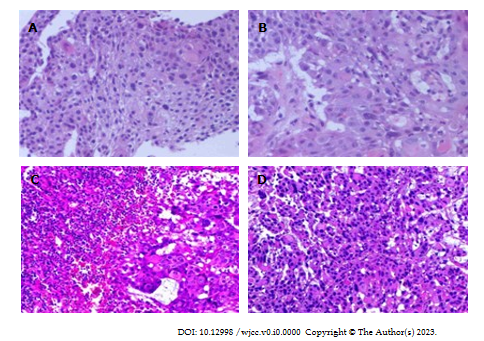 A
B
C
D
DOI: 10.12998/wjcc.v0.i0.0000 Copyright © The Author(s) 2023.